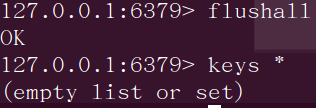 127.0.0.1:6379> flushall
OK
127.0.0.1:6379> keys *
(empty list or set)